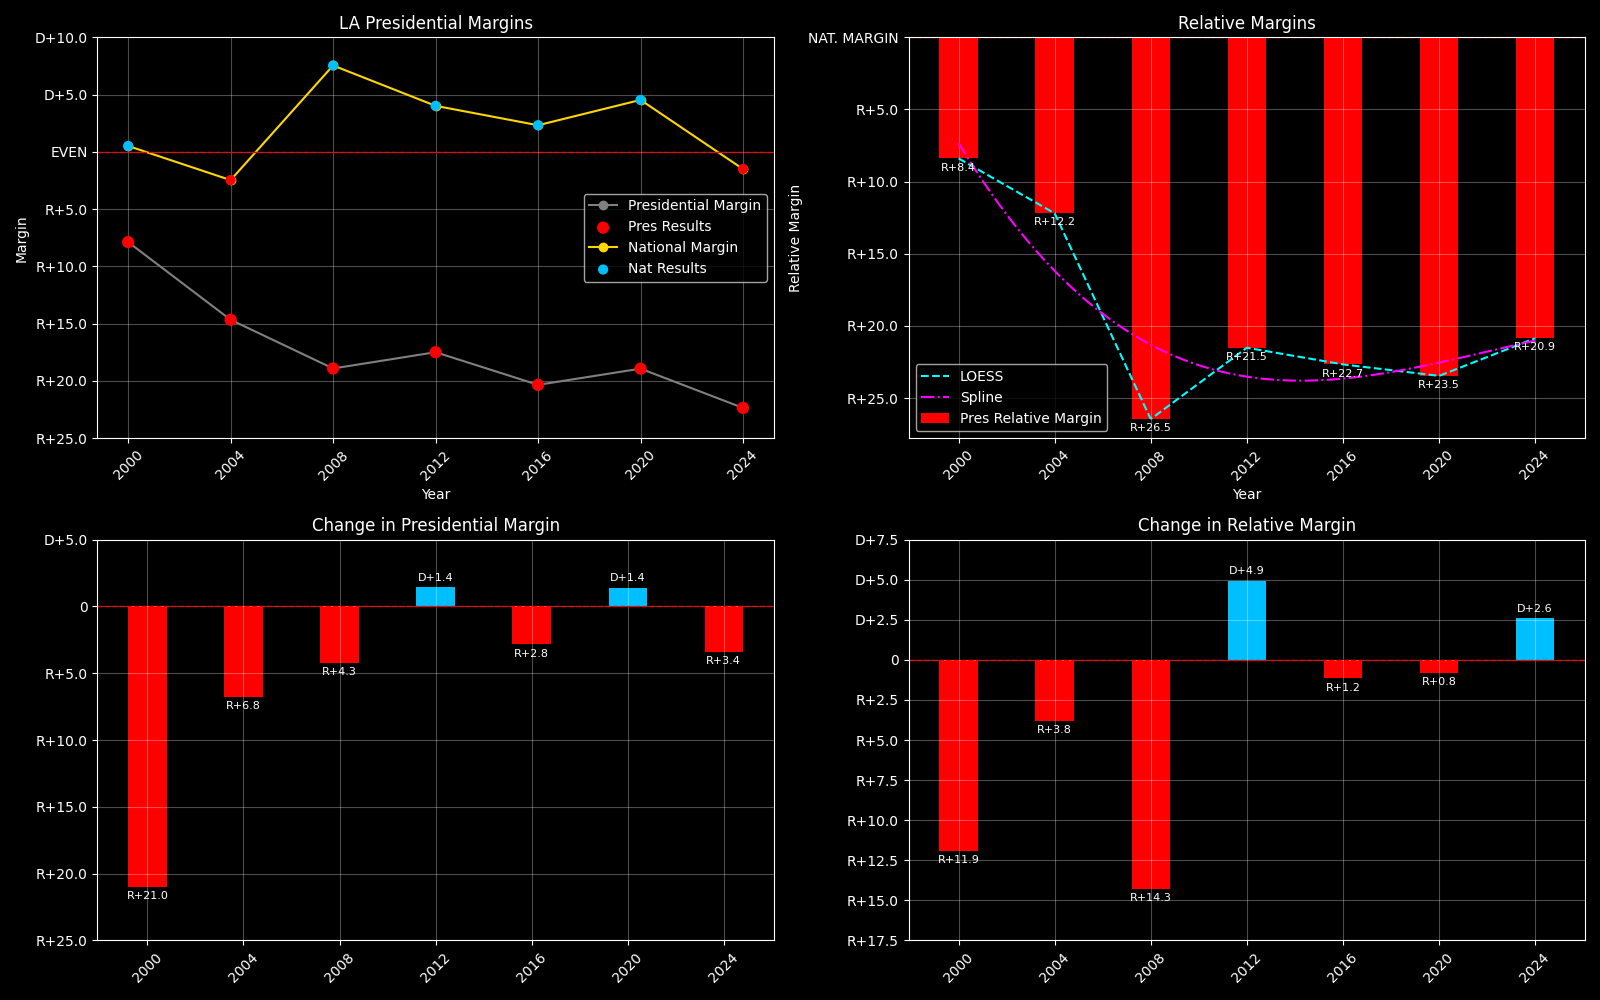 LA Presidential Margins
D+10.0
D+5.0
EVEN
R+5.0
R+10.0
R+15.0
R+20.0
R+25.0
Margin
Presidential Margin
Pres Results
National Margin
Nat Results
2000
2004
2008
2012
2016
2020
2024
Year
Relative Margins
NAT. MARGIN
R+5.0
R+10.0
R+15.0
R+20.0
R+25.0
Relative Margin
R+8.4
R+12.2
R+26.5
R+21.5
R+22.7
R+23.5
R+20.9
LOESS
Spline
Pres Relative Margin
2000
2004
2008
2012
2016
2020
2024
Year
Change in Presidential Margin
D+5.0
0
R+5.0
R+10.0
R+15.0
R+20.0
R+25.0
R+21.0
R+6.8
R+4.3
D+1.4
R+2.8
D+1.4
R+3.4
2000
2004
2008
2012
2016
2020
2024
Change in Relative Margin
D+7.5
D+5.0
D+2.5
0
R+2.5
R+5.0
R+7.5
R+10.0
R+12.5
R+15.0
R+17.5
R+11.9
R+3.8
R+14.3
D+4.9
R+1.2
R+0.8
D+2.6
2000
2004
2008
2012
2016
2020
2024